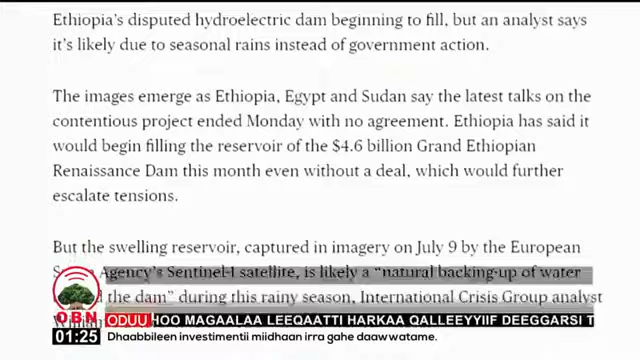 Ethiopia's disputed hydroelectric dam beginning to fill, but an analyst says
it's likely due to seasonal rains instead of government action.
The images emerge as Ethiopia, Egypt and Sudan say the latest talks on the
contentious project ended Monday with no agreement. Ethiopia has said it
would begin filling the reservoir of the $4.6 billion Grand Ethiopian
Renaissance Dam this month even without a deal, which would further
escalate tensions.
But the swelling reservoir, captured in imagery on July 9 by the European
Agency's Sentinel-1 satellite, is likely a "natural backing-up of water
the dam" during this rainy season, International Crisis Group analyst
OBN
ODUU HOO MAGAALAA LEEQAATTI HARKAA QALLEEYYIIF DEEGGARSI T
01:25 Dhaabbileen investimentii miidhaan irra gahe daawwatame.